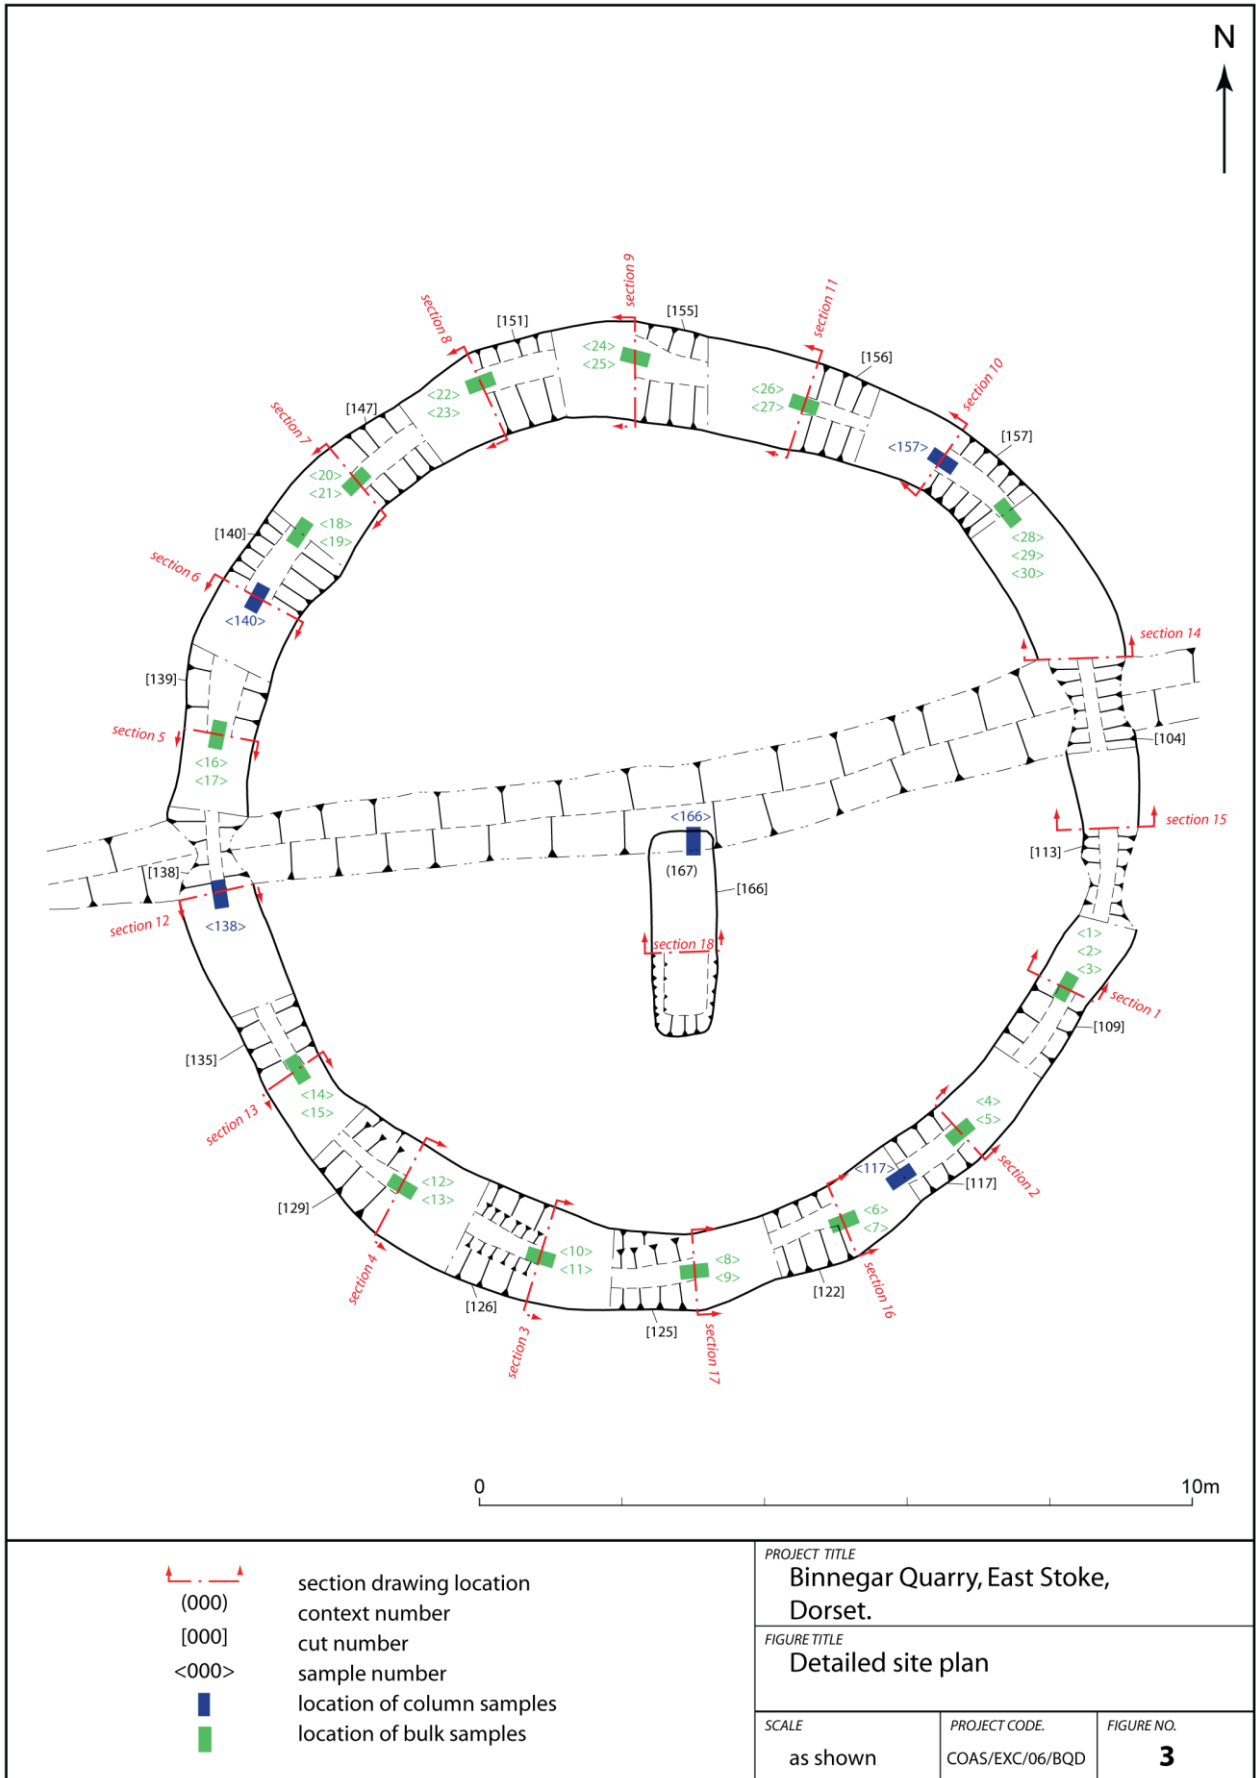 N
section 9
section 8
[151]
[155]
section 11
<24>
<25>
[156]
section 10
<22>
<23>
<26>
<27>
[147]
section 7
<157>
[157]
<20>
<21>
<18>
<19>
[140]
<28>
<29>
<30>
section 6
<140>
section 14
[139]
section 5
[104]
<16>
<17>
<166>
section 15
[113]
(167)
[138]
[166]
section 12
<138>
section 18
<1>
<2>
<3>
section 1
[109]
[135]
<14>
<15>
<4>
<5>
section 13
<117>
section 2
[117]
<12>
<13>
[129]
<6>
<7>
<10>
<11>
<8>
<9>
section 4
[126]
[122]
section 16
section 3
[125]
section 17
0
10m
section drawing location
(000)
context number
[000]
cut number
<000>
sample number
location of column samples
location of bulk samples
PROJECT TITLE
Binnegar Quarry, East Stoke,
Dorset.
FIGURE TITLE
Detailed site plan
SCALE
as shown
PROJECT CODE.
COAS/EXC/06/BQD
FIGURE NO.
3